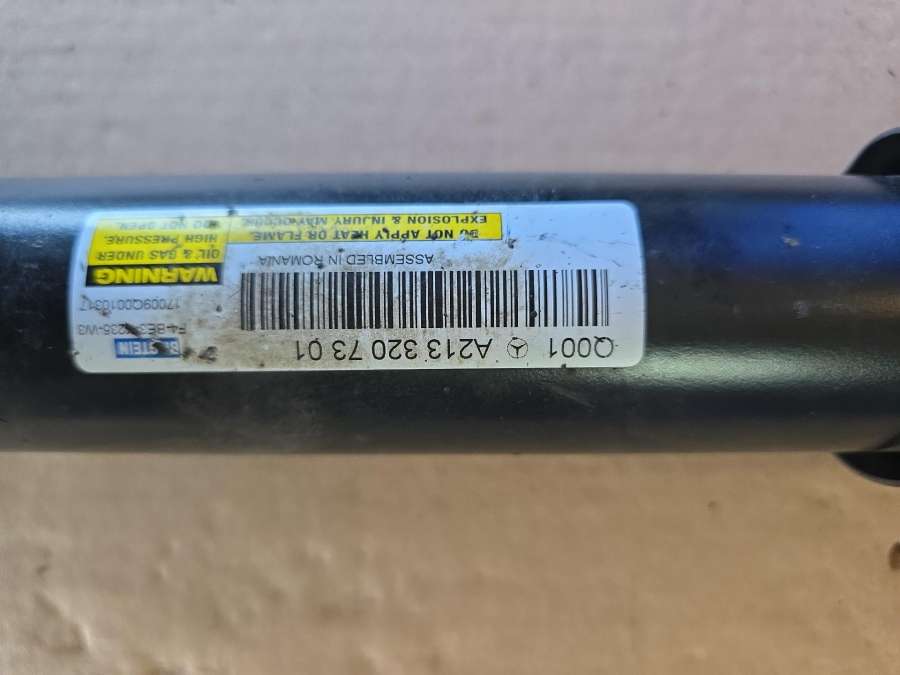 Q001 A213 320 73 01
ASSEMBLED IN ROMANIA
DO NOT APPLY HEAT OR FLAME.
EXPLOSION & INJURY MAY OCCUR
BILSTEIN
17009Q0010317
WARNING
OIL & GAS UNDER
HIGH PRESSURE.
DO NOT OPEN.